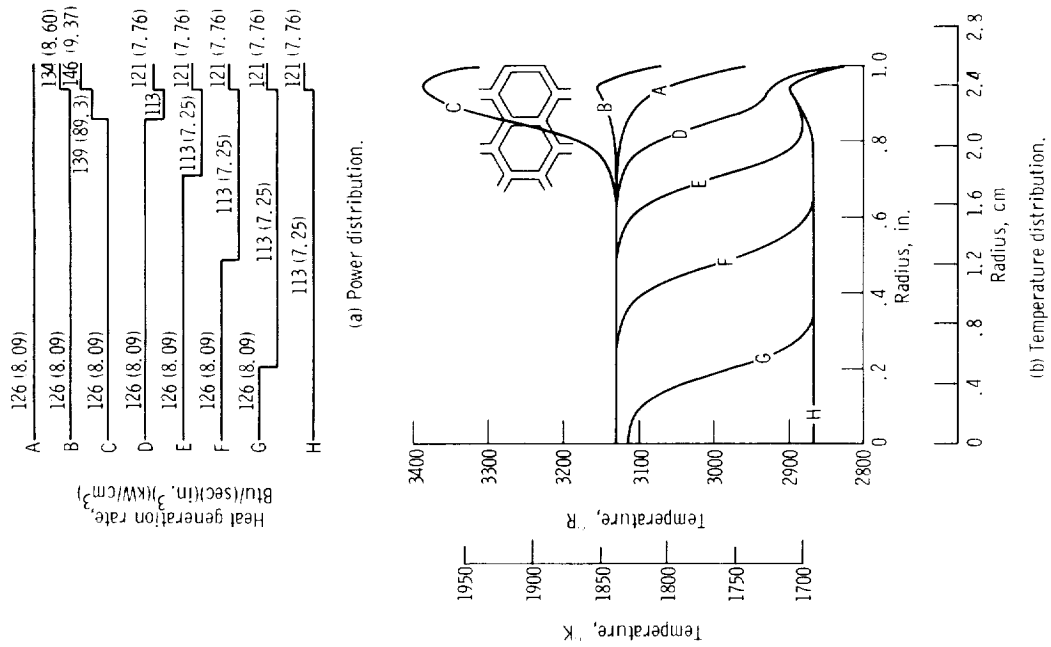 Heat generation rate,
Btu/(sec)(in.³)(kW/cm³)
A
126 (8.09)
134 (8.60)
B
126 (8.09)
146 (9.37)
C
126 (8.09)
139 (89.3)
D
126 (8.09)
113
121 (7.76)
E
126 (8.09)
113 (7.25)
121 (7.76)
F
126 (8.09)
113 (7.25)
121 (7.76)
G
126 (8.09)
113 (7.25)
121 (7.76)
H
113 (7.25)
121 (7.76)
(a) Power distribution.
Temperature, °K
1950
1900
1850
1800
1750
1700
Temperature, °R
3400
3300
3200
3100
3000
2900
2800
C
B
A
D
E
F
G
H
0
.2
.4
.6
.8
1.0
Radius, in.
0
.4
.8
1.2
1.6
2.0
2.4
2.8
Radius, cm
(b) Temperature distribution.